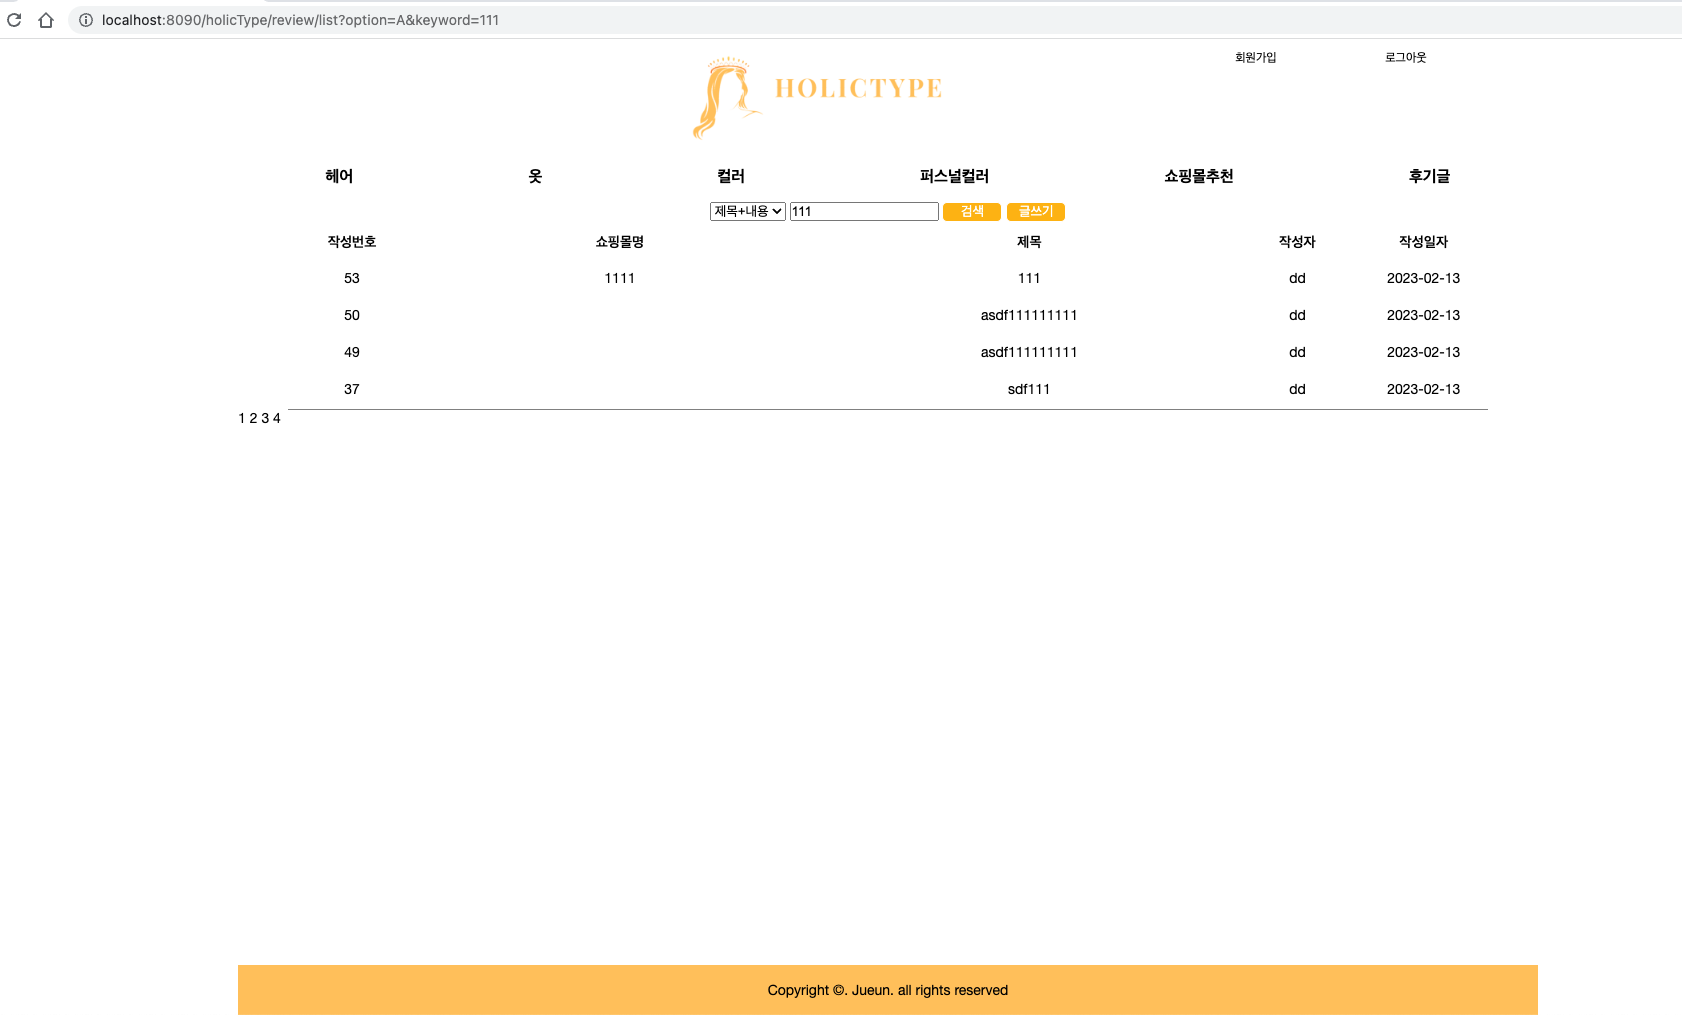 localhost:8090/holicType/review/list?option=A&keyword=111
회원가입 로그아웃
HOLICTYPE
헤어 옷 컬러 퍼스널컬러 쇼핑몰추천 후기글
제목+내용 111 검색 글쓰기
작성번호 쇼핑몰명 제목 작성자 작성일자
53 1111 111 dd 2023-02-13
50 asdf111111111 dd 2023-02-13
49 asdf111111111 dd 2023-02-13
37 sdf111 dd 2023-02-13
1 2 3 4
Copyright ©. Jueun. all rights reserved